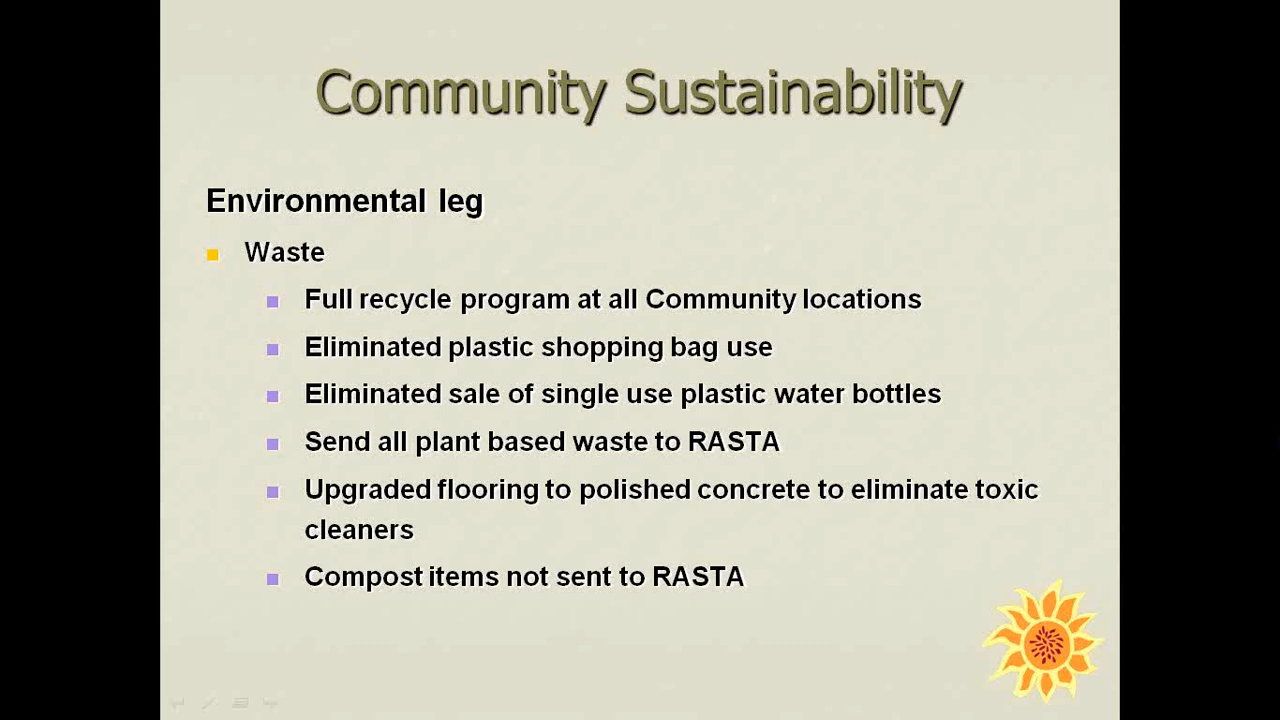 Community Sustainability
Environmental leg
Waste
Full recycle program at all Community locations
Eliminated plastic shopping bag use
Eliminated sale of single use plastic water bottles
Send all plant based waste to RASTA
Upgraded flooring to polished concrete to eliminate toxic
cleaners
Compost items not sent to RASTA